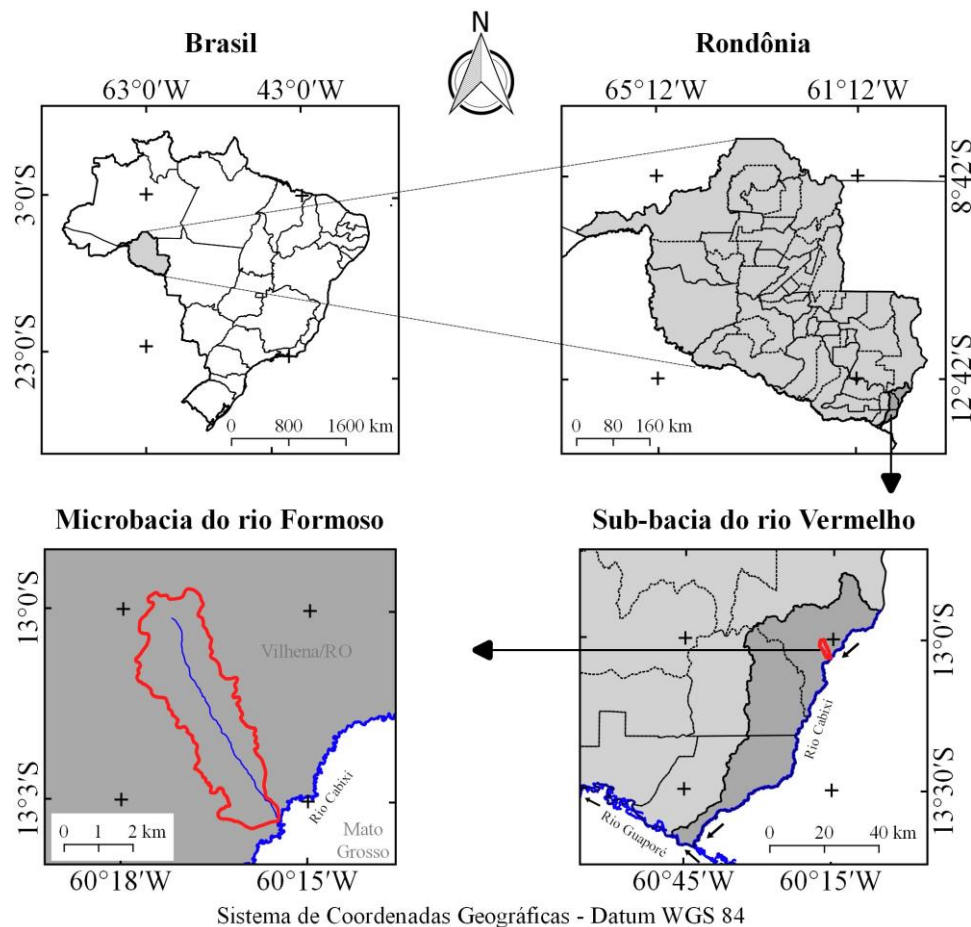 Brasil
N
Rondônia
63°0′W
43°0′W
65°12′W
61°12′W
3°0′S
23°0′S
8°42′S
12°42′S
0 800 1600 km
0 80 160 km
Microbacia do rio Formoso
Sub-bacia do rio Vermelho
13°0′S
13°3′S
Vilhena/RO
Rio Cabixi
Mato
Grosso
0 1 2 km
60°18′W
60°15′W
13°0′S
13°30′S
Rio Cabixi
Rio Guaporé
0 20 40 km
60°45′W
60°15′W
Sistema de Coordenadas Geográficas - Datum WGS 84